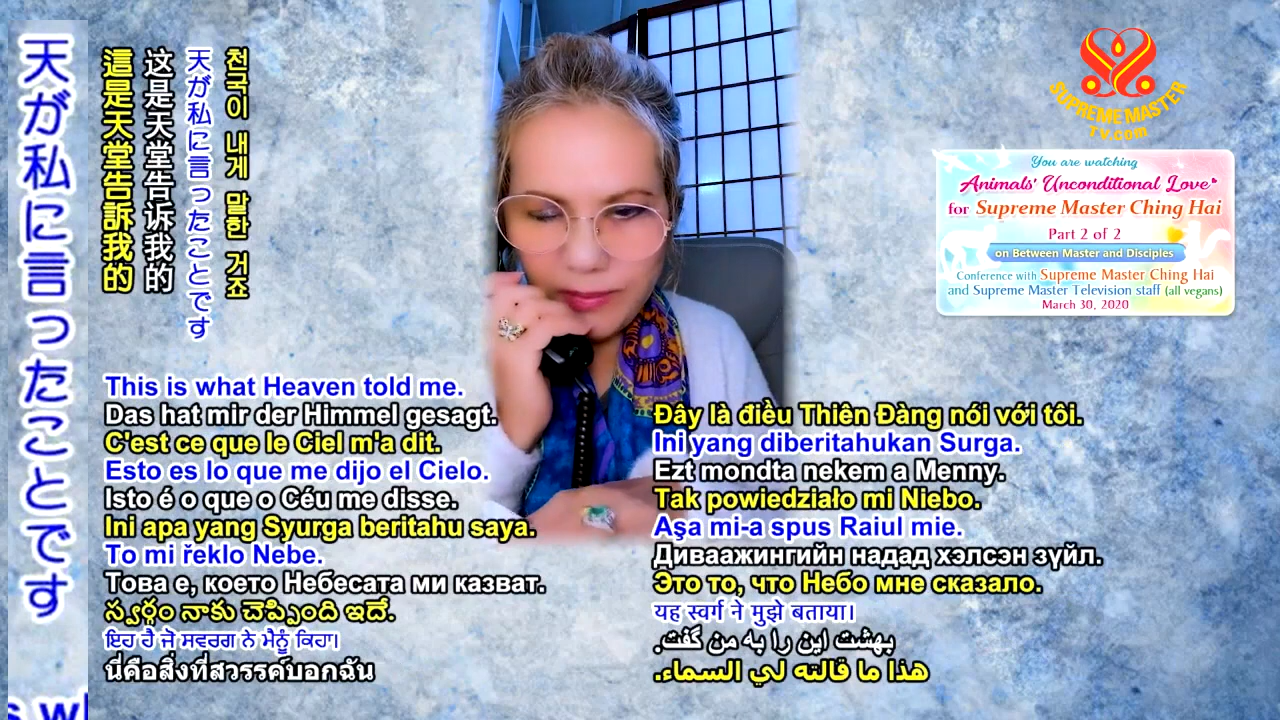 天が私に言ったことです
這是天堂告訴我的
这是天堂告诉我的
天が私に言ったことです
천국이 내게 말한 거죠
SUPREME MASTER
TV.com
You are watching
Animals' Unconditional Love
for Supreme Master Ching Hai
Part 2 of 2
on Between Master and Disciples
Conference with Supreme Master Ching Hai
and Supreme Master Television staff (all vegans)
March 30, 2020
This is what Heaven told me.
Das hat mir der Himmel gesagt.
C'est ce que le Ciel m'a dit.
Esto es lo que me dijo el Cielo.
Isto é o que o Céu me disse.
Ini apa yang Syurga beritahu saya.
To mi řeklo Nebe.
Това е, което Небесата ми казват.
స్వర్గం నాకు చెప్పింది ఇదే.
ਇਹ ਹੈ ਜੋ ਸਵਰਗ ਨੇ ਮੈਨੂੰ ਕਿਹਾ।
นี่คือสิ่งที่สวรรค์บอกฉัน
Đây là điều Thiên Đàng nói với tôi.
Ini yang diberitahukan Surga.
Ezt mondta nekem a Menny.
Tak powiedziało mi Niebo.
Aşa mi-a spus Raiul mie.
Диваажингийн надад хэлсэн зүйл.
Это то, что Небо мне сказало.
यह स्वर्ग ने मुझे बताया।
بهشت این را به من گفت.
هذا ما قالته لي السماء.